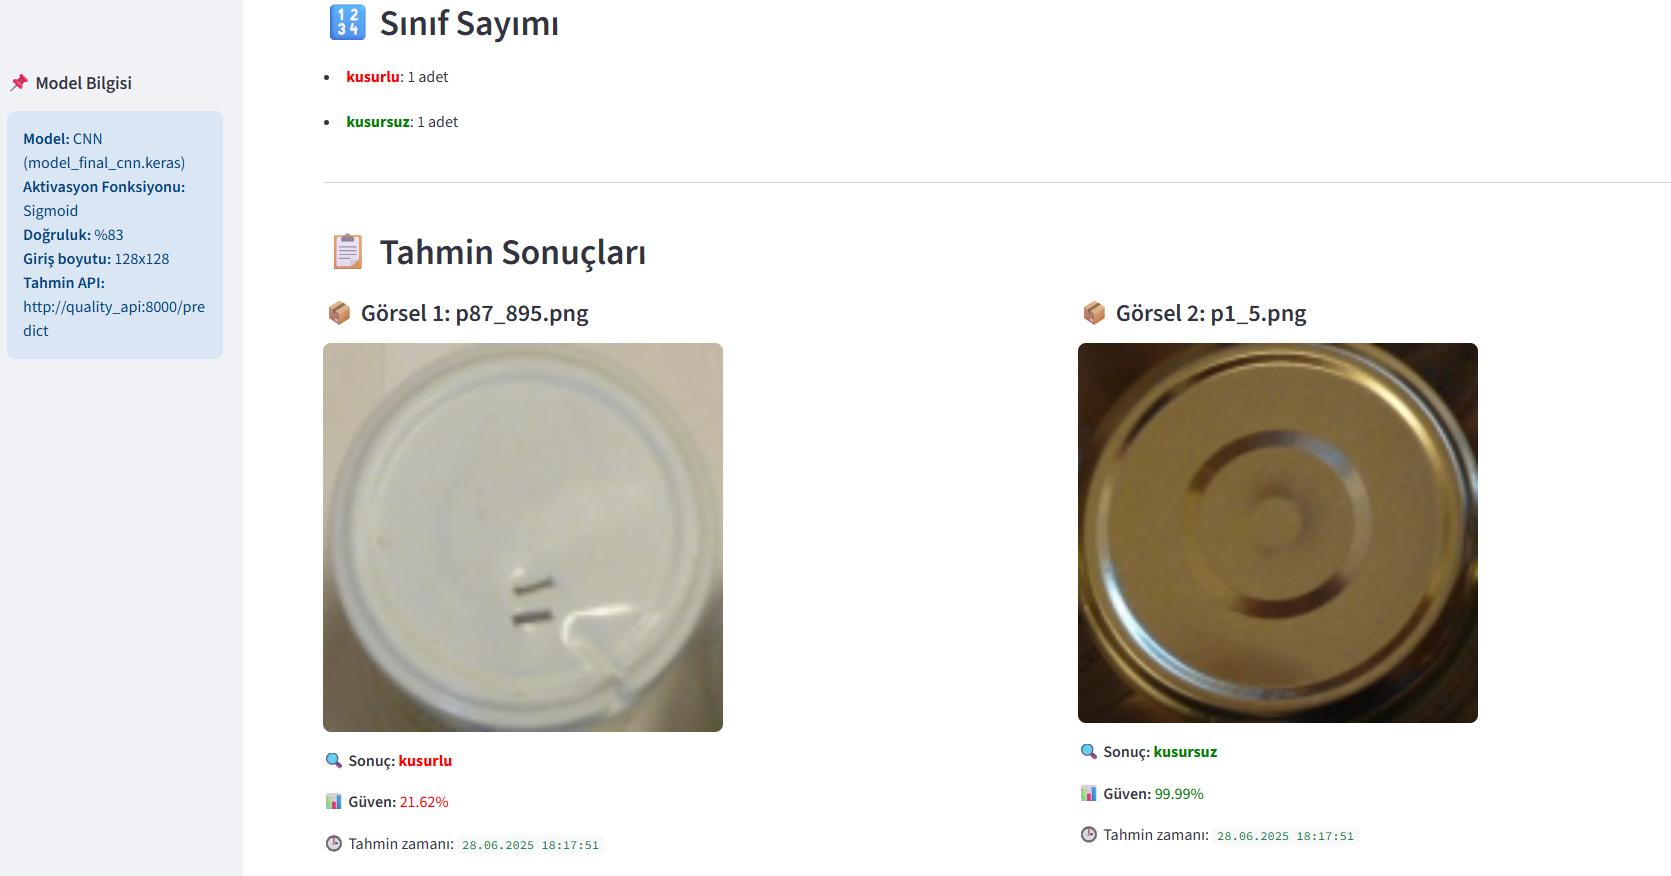 📌 Model Bilgisi
Model: CNN
(model_final_cnn.keras)
Aktivasyon Fonksiyonu:
Sigmoid
Doğruluk: %83
Giriş boyutu: 128x128
Tahmin API:
http://quality_api:8000/pre
dict
🔢 Sınıf Sayımı
• kusurlu: 1 adet
• kusursuz: 1 adet
📋 Tahmin Sonuçları
📦 Görsel 1: p87_895.png
🔍 Sonuç: kusurlu
📊 Güven: 21.62%
🕒 Tahmin zamanı: 28.06.2025 18:17:51
📦 Görsel 2: p1_5.png
🔍 Sonuç: kusursuz
📊 Güven: 99.99%
🕒 Tahmin zamanı: 28.06.2025 18:17:51